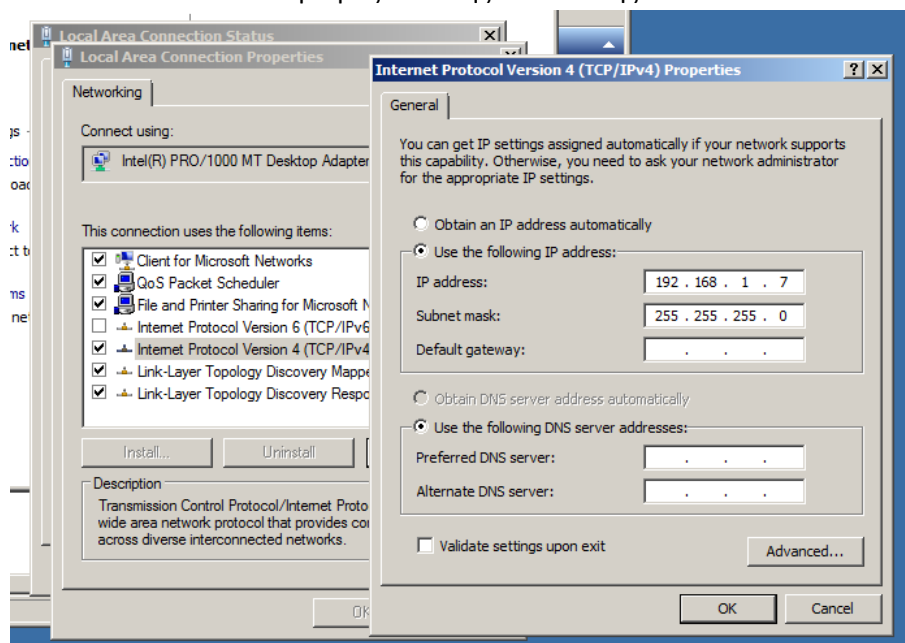 Local Area Connection Status
Local Area Connection Properties
Networking
Connect using:
Intel(R) PRO/1000 MT Desktop Adapter
This connection uses the following items:
Client for Microsoft Networks
QoS Packet Scheduler
File and Printer Sharing for Microsoft N
Internet Protocol Version 6 (TCP/IPv6
Internet Protocol Version 4 (TCP/IPv4
Link-Layer Topology Discovery Mappe
Link-Layer Topology Discovery Respo
Install...
Uninstall
Description
Transmission Control Protocol/Internet Proto
wide area network protocol that provides co
across diverse interconnected networks.
OK
Internet Protocol Version 4 (TCP/IPv4) Properties
General
You can get IP settings assigned automatically if your network supports
this capability. Otherwise, you need to ask your network administrator
for the appropriate IP settings.
Obtain an IP address automatically
Use the following IP address:
IP address: 192 . 168 . 1 . 7
Subnet mask: 255 . 255 . 255 . 0
Default gateway: . . .
Obtain DNS server address automatically
Use the following DNS server addresses:
Preferred DNS server: . . .
Alternate DNS server: . . .
Validate settings upon exit
Advanced...
OK
Cancel